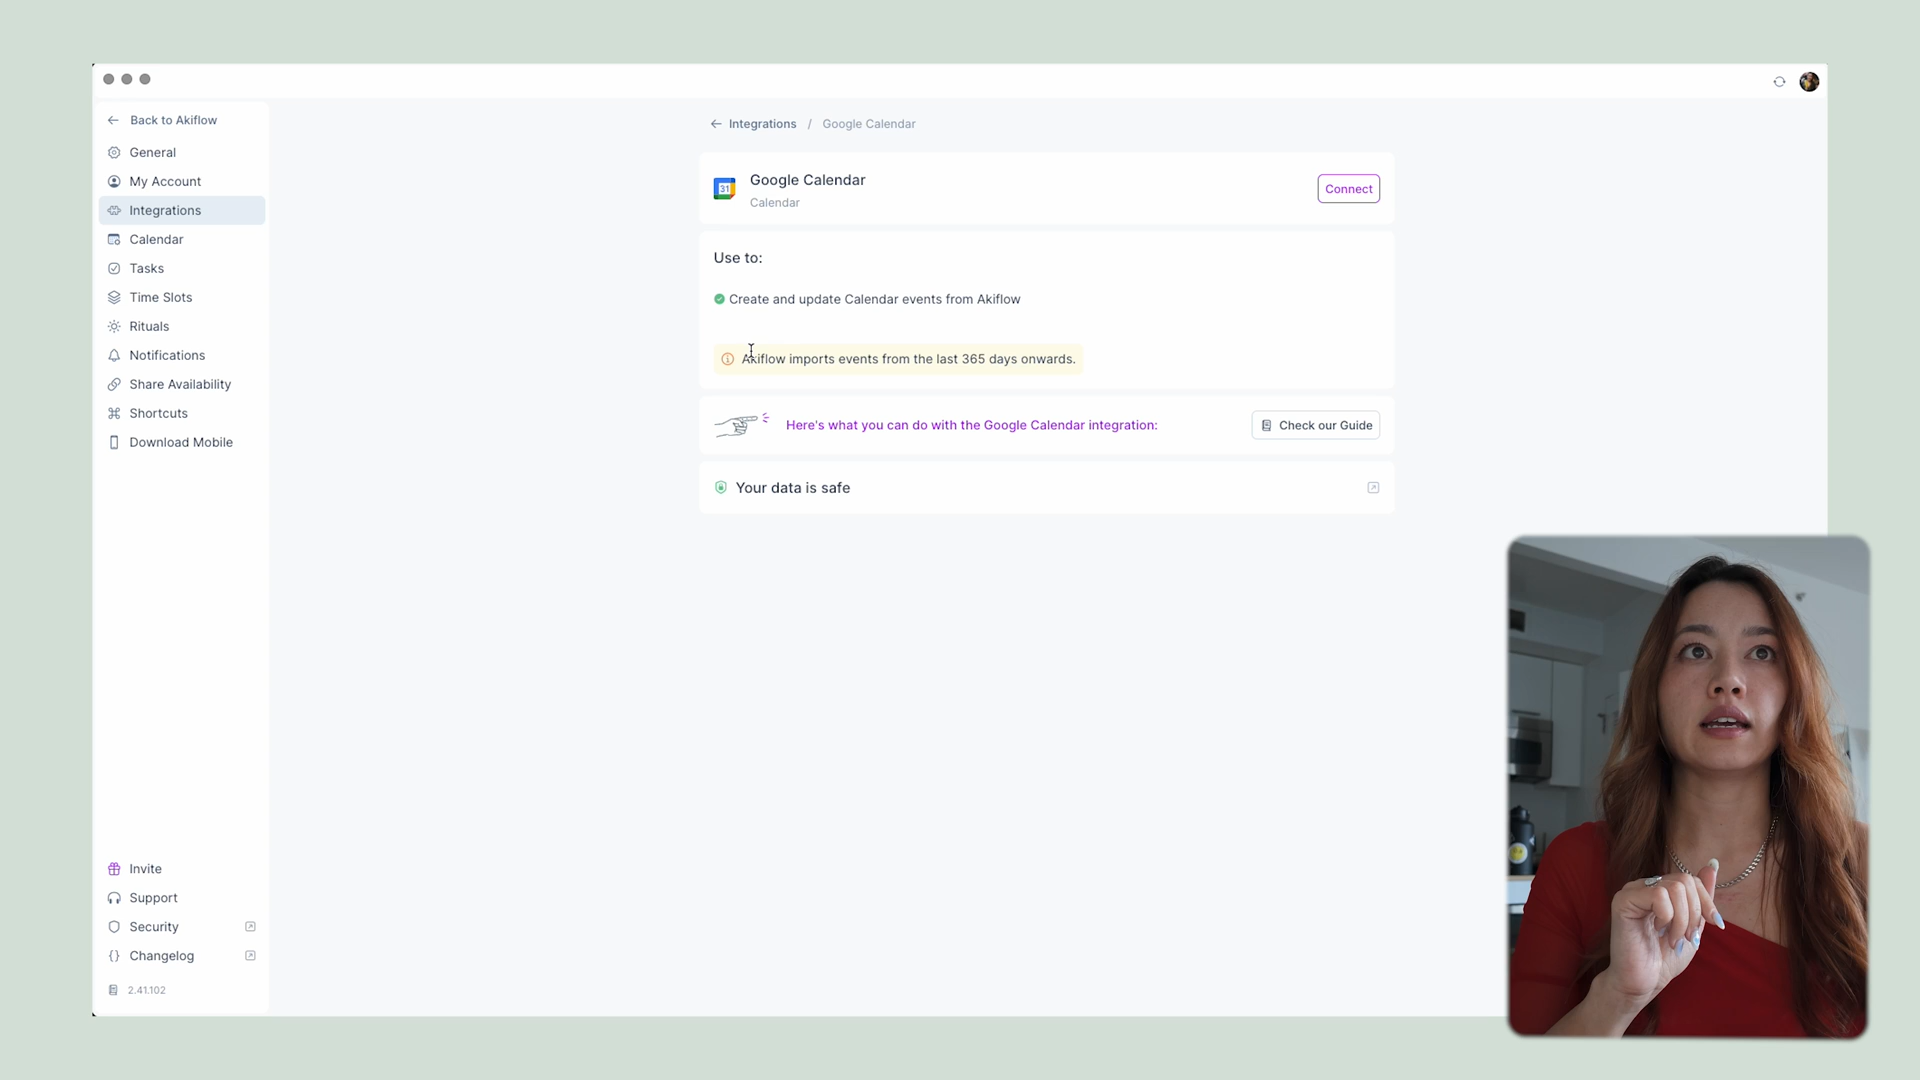 Back to Akiflow
General
My Account
Integrations
Calendar
Tasks
Time Slots
Rituals
Notifications
Share Availability
Shortcuts
Download Mobile
Invite
Support
Security
Changelog
2.41.102
Integrations / Google Calendar
31
Google Calendar
Calendar
Connect
Use to:
Create and update Calendar events from Akiflow
Akiflow imports events from the last 365 days onwards.
Here's what you can do with the Google Calendar integration:
Check our Guide
Your data is safe